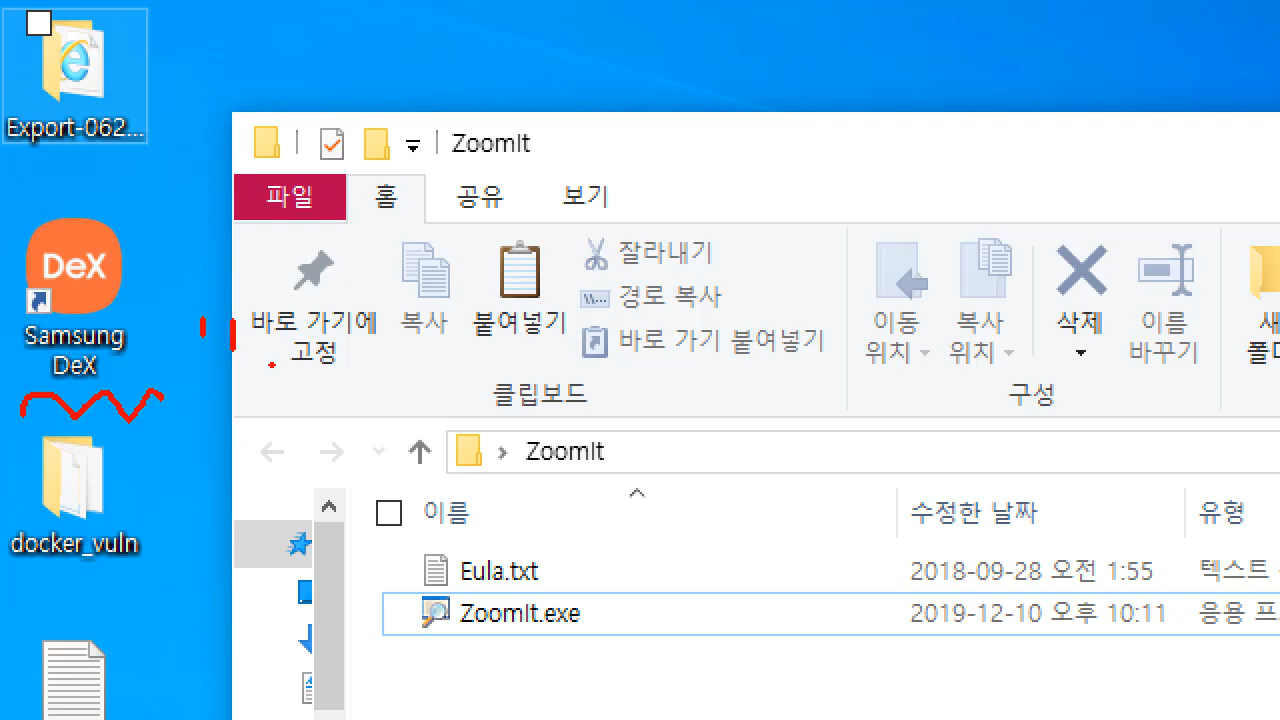 Export-062...
DeX
Samsung
DeX
docker_vuln
ZoomIt
파일 홈 공유 보기
바로 가기에
고정
복사
붙여넣기
잘라내기
경로 복사
바로 가기 붙여넣기
클립보드
이동
위치
복사
위치
삭제
이름
바꾸기
새
구성
ZoomIt
이름 수정한 날짜 유형
Eula.txt 2018-09-28 오전 1:55 텍스트
ZoomIt.exe 2019-12-10 오후 10:11 응용